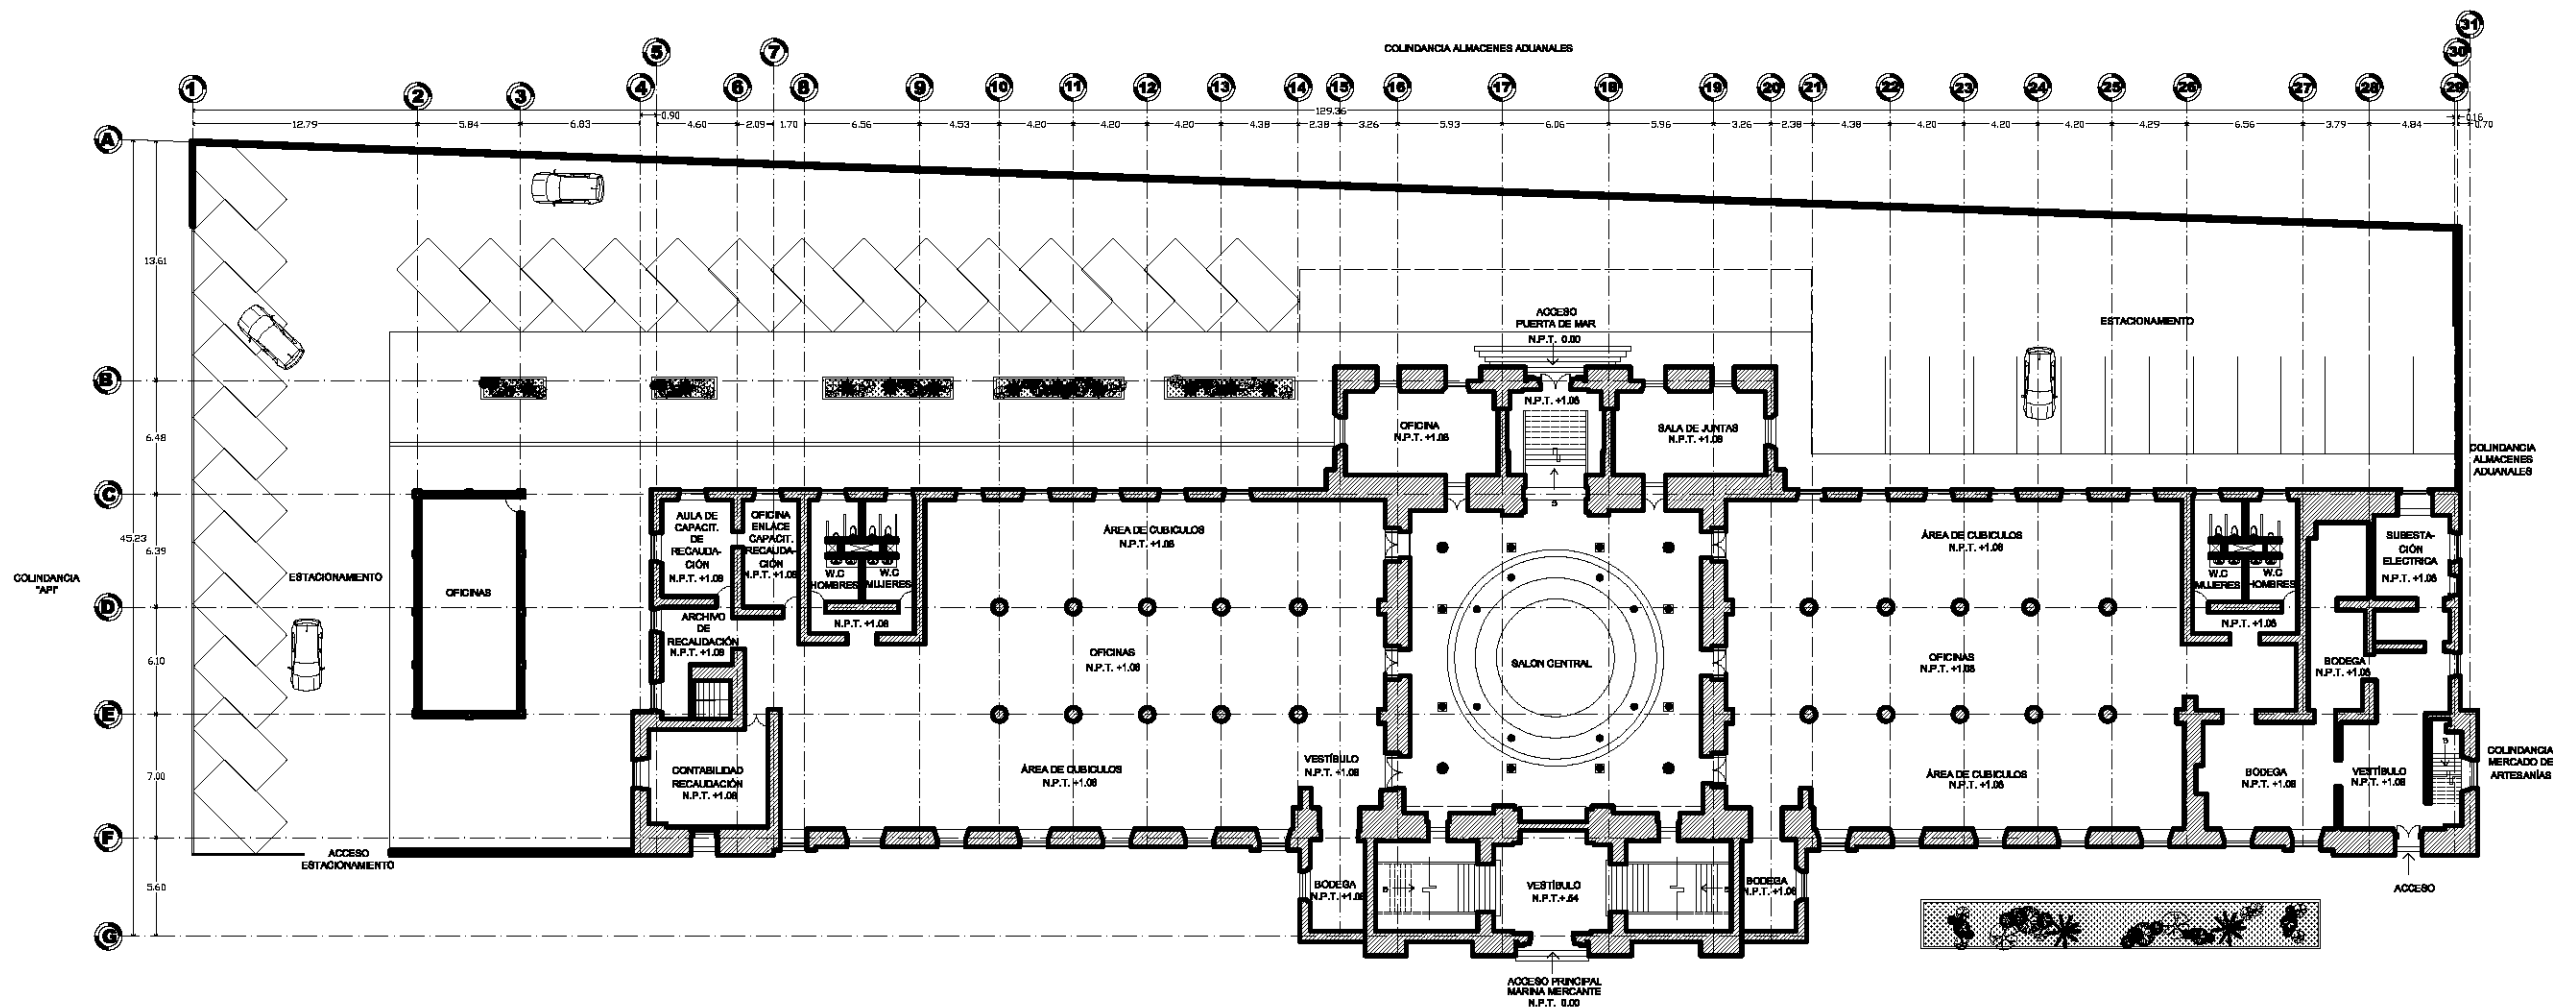 31
30
5
7
COLINDANCIA ALMACENES ADUANALES
1
2
3
4
6
8
9
10
11
12
13
14
15
16
17
18
19
20
21
22
23
24
25
26
27
28
29
129.36
0.90
0.16
12.79
5.84
6.83
4.60
2.09
1.70
6.56
4.53
4.20
4.20
4.20
4.38
2.38
3.26
5.93
6.06
5.96
3.26
2.38
4.38
4.20
4.20
4.20
4.29
6.56
3.79
4.84
0.70
A
13.61
ACCESO
PUERTA DE MAR
N.P.T. 0.00
ESTACIONAMIENTO
B
N.P.T. +1.08
6.48
OFICINA
N.P.T. +1.08
SALA DE JUNTAS
N.P.T. +1.08
COLINDANCIA
ALMACENES
ADUANALES
C
AULA DE
CAPACIT.
DE
RECAUDA-
CIÓN
N.P.T. +1.08
OFICINA
ENLACE
CAPACIT.
RECAUDA-
CIÓN
N.P.T. +1.08
ÁREA DE CUBICULOS
N.P.T. +1.08
ÁREA DE CUBICULOS
N.P.T. +1.08
SUBESTA-
CIÓN
ELECTRICA
N.P.T. +1.08
45.23
6.39
W.C
HOMBRES
W.C
MUJERES
W.C
MUJERES
W.C
HOMBRES
COLINDANCIA
"API"
ESTACIONAMIENTO
OFICINAS
D
ARCHIVO
DE
RECAUDACIÓN
N.P.T. +1.08
N.P.T. +1.08
N.P.T. +1.08
6.10
OFICINAS
N.P.T. +1.08
SALÓN CENTRAL
OFICINAS
N.P.T. +1.08
BODEGA
N.P.T. +1.08
E
7.00
CONTABILIDAD
RECAUDACIÓN
N.P.T. +1.08
ÁREA DE CUBICULOS
N.P.T. +1.08
VESTÍBULO
N.P.T. +1.08
ÁREA DE CUBICULOS
N.P.T. +1.08
BODEGA
N.P.T. +1.08
VESTÍBULO
N.P.T. +1.08
COLINDANCIA
MERCADO DE
ARTESANÍAS
F
ACCESO
ESTACIONAMIENTO
5.60
BODEGA
N.P.T. +1.08
VESTÍBULO
N.P.T.+.54
BODEGA
N.P.T. +1.08
ACCESO
G
ACCESO PRINCIPAL
MARINA MERCANTE
N.P.T. 0.00